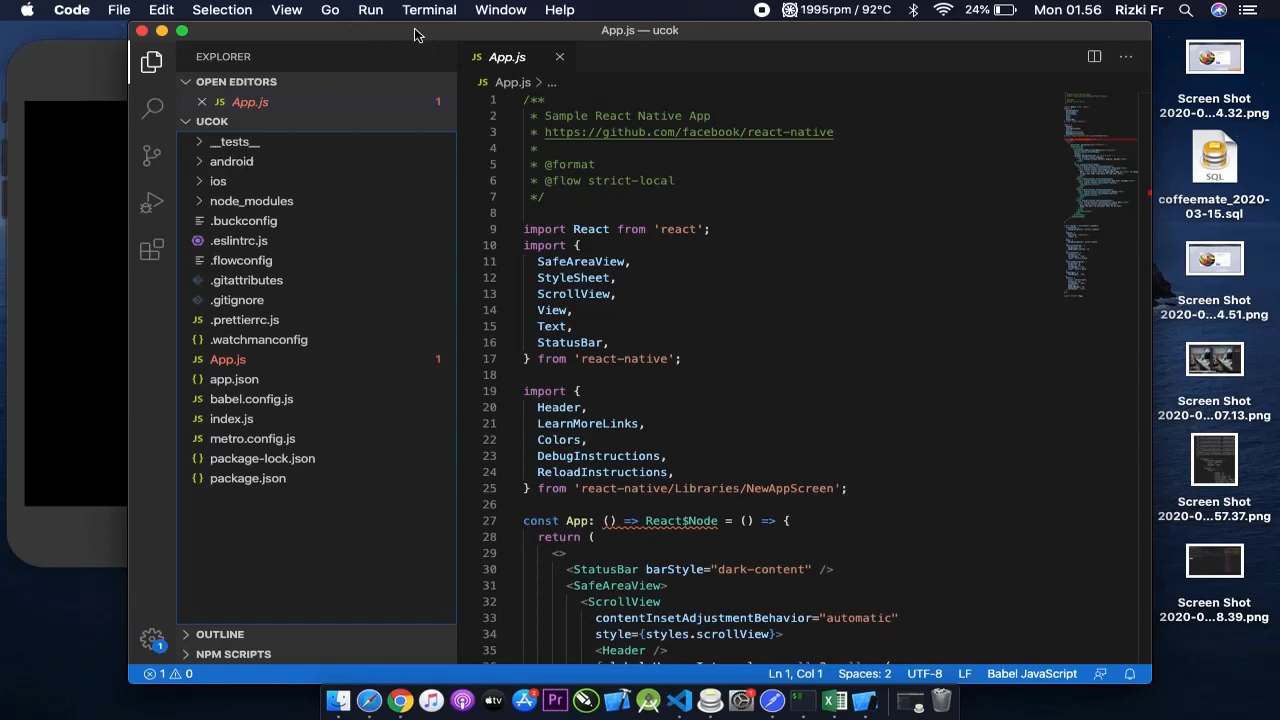 Code File Edit Selection View Go Run Terminal Window Help 1995rpm / 92°C 24% Mon 01.56 Rizki Fr
App.js — ucok
EXPLORER
OPEN EDITORS
JS App.js 1
UCOK
__tests__
android
ios
node_modules
.buckconfig
.eslintrc.js
.flowconfig
.gitattributes
.gitignore
JS .prettierrc.js
{} .watchmanconfig
JS App.js 1
{} app.json
JS babel.config.js
JS index.js
JS metro.config.js
{} package-lock.json
{} package.json
OUTLINE
NPM SCRIPTS
1
JS App.js
JS App.js > ...
1 /**
2 * Sample React Native App
3 * https://github.com/facebook/react-native
4 *
5 * @format
6 * @flow strict-local
7 */
8
9 import React from 'react';
10 import {
11 SafeAreaView,
12 StyleSheet,
13 ScrollView,
14 View,
15 Text,
16 StatusBar,
17 } from 'react-native';
18
19 import {
20 Header,
21 LearnMoreLinks,
22 Colors,
23 DebugInstructions,
24 ReloadInstructions,
25 } from 'react-native/Libraries/NewAppScreen';
26
27 const App: () => React$Node = () => {
28 return (
29 <>
30 <StatusBar barStyle="dark-content" />
31 <SafeAreaView>
32 <ScrollView
33 contentInsetAdjustmentBehavior="automatic"
34 style={styles.scrollView}>
35 <Header />
1 0 Ln 1, Col 1 Spaces: 2 UTF-8 LF Babel JavaScript
Screen Shot
2020-0...4.32.png
SQL
coffeemate_2020-
03-15.sql
Screen Shot
2020-0...4.51.png
Screen Shot
2020-0...07.13.png
Screen Shot
2020-0...57.37.png
Screen Shot
2020-0...8.39.png
Pr